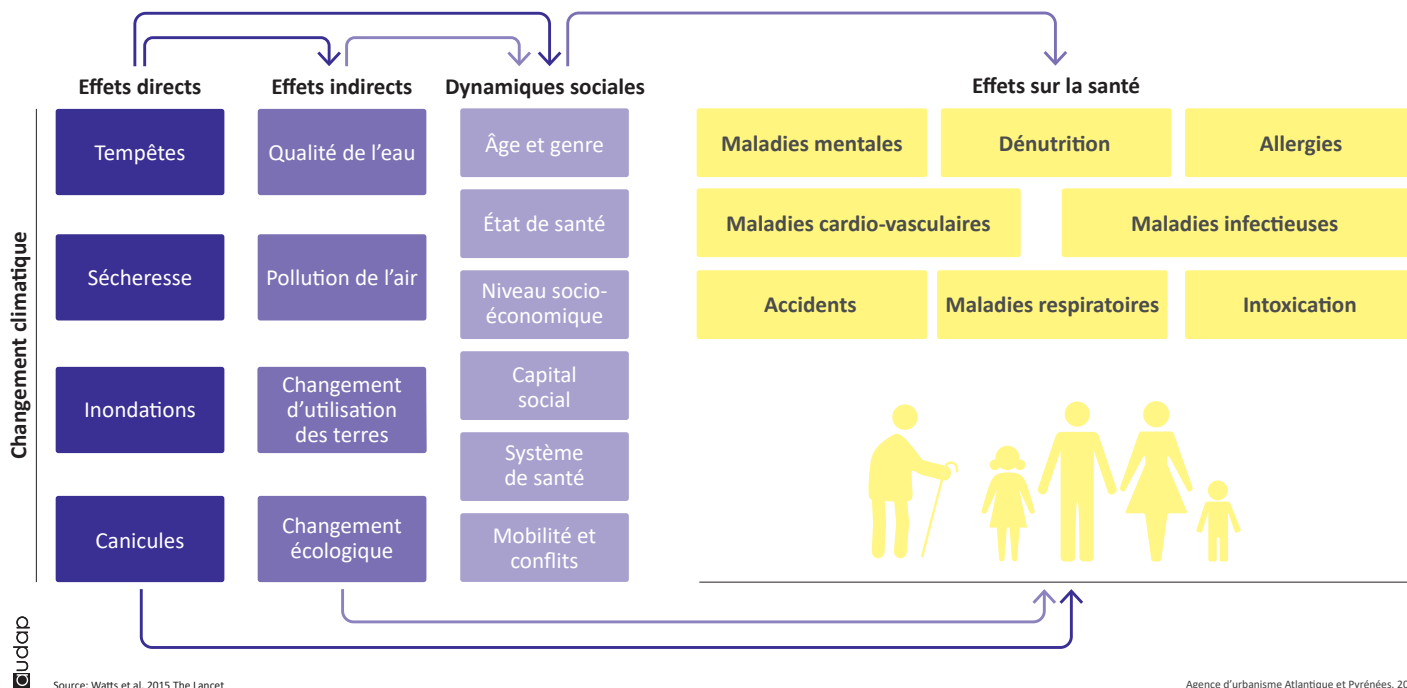 Effets directs
Effets indirects
Dynamiques sociales
Effets sur la santé
Changement climatique
Tempêtes
Sécheresse
Inondations
Canicules
Qualité de l’eau
Pollution de l’air
Changement
d’utilisation
des terres
Changement
écologique
Âge et genre
État de santé
Niveau socio-
économique
Capital
social
Système
de santé
Mobilité et
conflits
Maladies mentales
Dénutrition
Allergies
Maladies cardio-vasculaires
Maladies infectieuses
Accidents
Maladies respiratoires
Intoxication
audap
Source: Watts et al. 2015 The Lancet
Agence d’urbanisme Atlantique et Pyrénées, 20